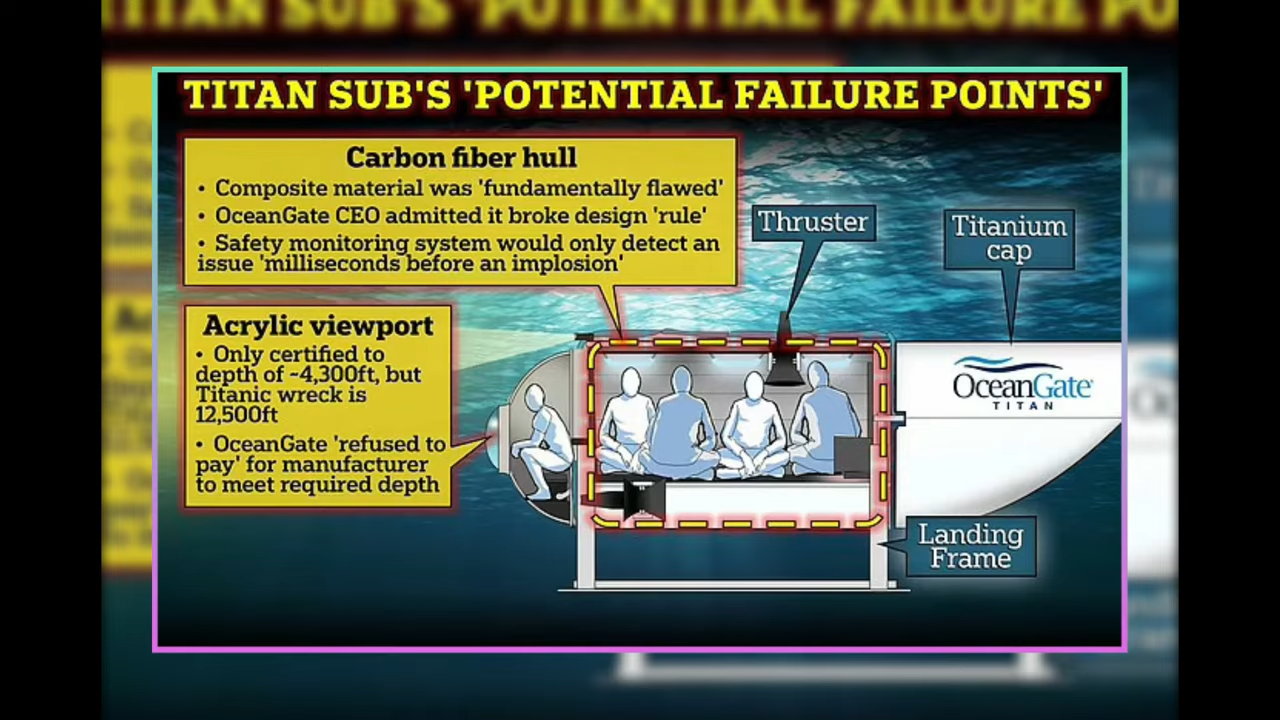 TITAN SUB'S 'POTENTIAL FAILURE POINTS'
Carbon fiber hull
• Composite material was 'fundamentally flawed'
• OceanGate CEO admitted it broke design 'rule'
• Safety monitoring system would only detect an
issue 'milliseconds before an implosion'
Thruster
Titanium
cap
Acrylic viewport
• Only certified to
depth of ~4,300ft, but
Titanic wreck is
12,500ft
• OceanGate 'refused to
pay' for manufacturer
to meet required depth
OceanGate
TITAN
Landing
Frame